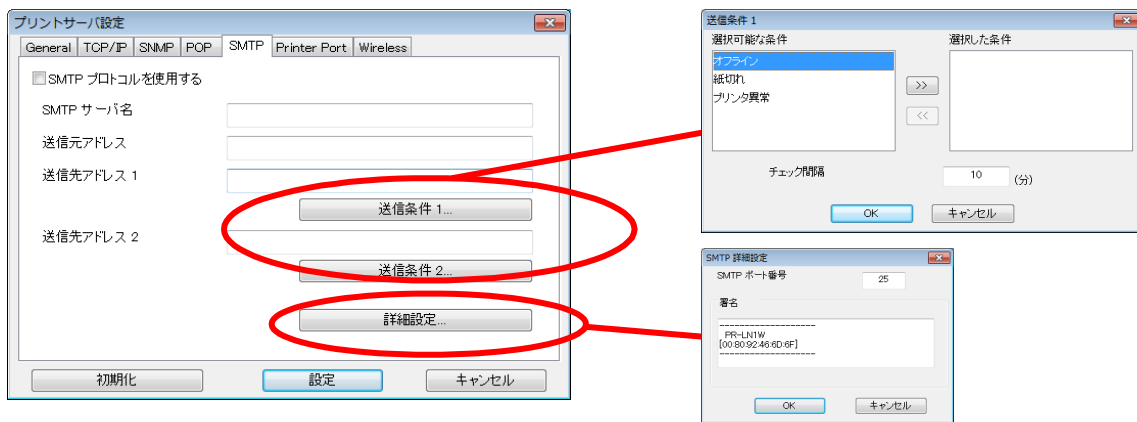 プリントサーバ設定
General TCP/IP SNMP POP SMTP Printer Port Wireless
SMTP プロトコルを使用する
SMTP サーバ名
送信元アドレス
送信先アドレス 1
送信条件 1...
送信先アドレス 2
送信条件 2...
詳細設定...
初期化 設定 キャンセル
送信条件 1
選択可能な条件 選択した条件
オフライン
紙切れ
プリンタ異常
>>
<<
チェック間隔 10 (分)
OK キャンセル
SMTP 詳細設定
SMTP ポート番号 25
署名
--------------------
PR-LN1W
[00:80:92:46:6D:6F]
--------------------
OK キャンセル